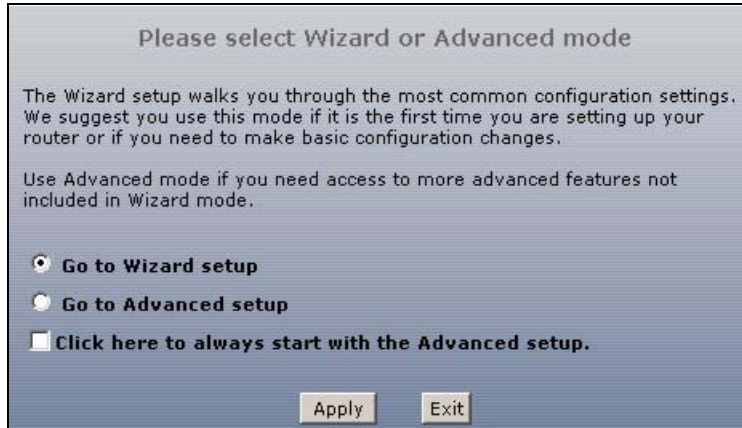 Please select Wizard or Advanced mode
The Wizard setup walks you through the most common configuration settings.
We suggest you use this mode if it is the first time you are setting up your
router or if you need to make basic configuration changes.
Use Advanced mode if you need access to more advanced features not
included in Wizard mode.
Go to Wizard setup
Go to Advanced setup
Click here to always start with the Advanced setup.
Apply Exit